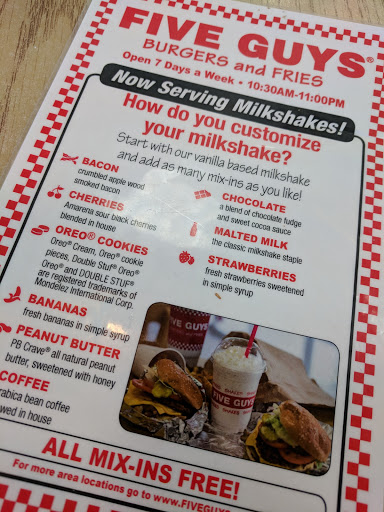 FIVE GUYS®
BURGERS and FRIES
Open 7 Days a Week • 10:30AM-11:00PM
Now Serving Milkshakes!
How do you customize
your milkshake?
Start with our vanilla based milkshake
and add as many mix-ins as you like!
BACON
crumbled apple wood
smoked bacon
CHERRIES
Amarena sour black cherries
blended in house
OREO® COOKIES
Oreo® Cream, Oreo® cookie
pieces, Double Stuf® Oreo®
Oreo® and DOUBLE STUF®
are registered trademarks of
Mondelez International Corp.
BANANAS
fresh bananas in simple syrup
PEANUT BUTTER
PB Crave® all natural peanut
butter, sweetened with honey
COFFEE
rabica bean coffee
wed in house
CHOCOLATE
a blend of chocolate fudge
and sweet cocoa sauce
MALTED MILK
the classic milkshake staple
STRAWBERRIES
fresh strawberries sweetened
in simple syrup
FIVE GUYS
FIVE GUYS
ALL MIX-INS FREE!
For more area locations go to www.FIVEGUYS